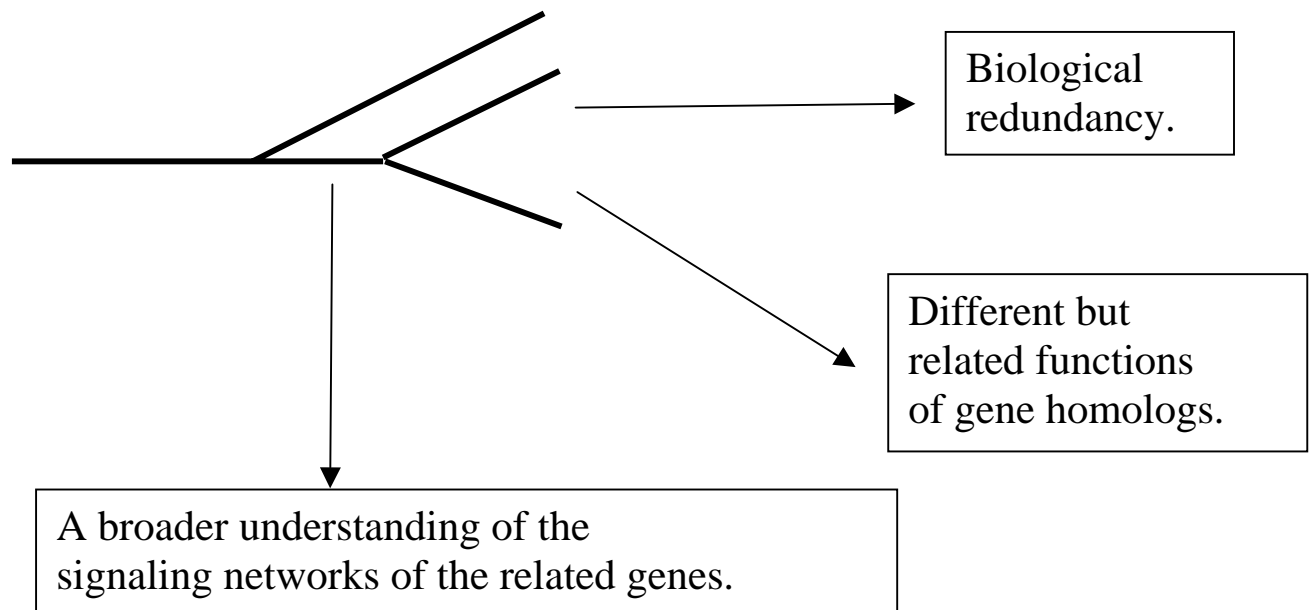 Biological
redundancy.
Different but
related functions
of gene homologs.
A broader understanding of the
signaling networks of the related genes.